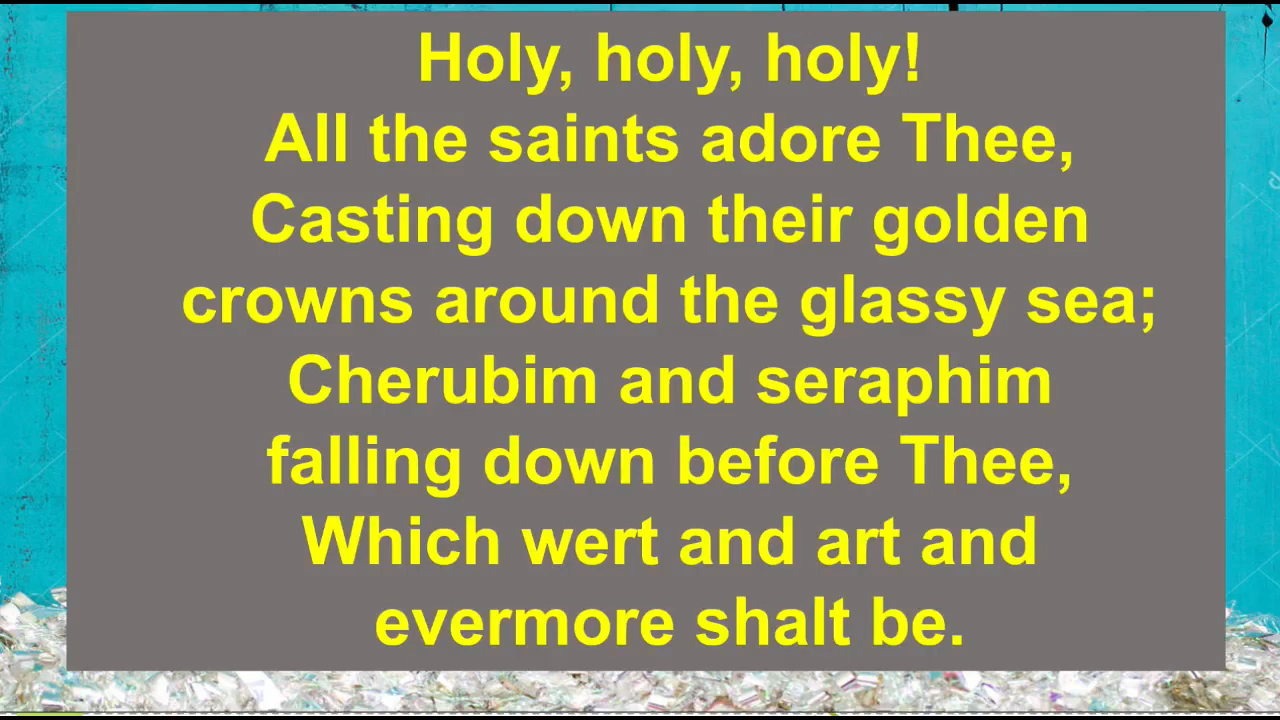 Holy, holy, holy!
All the saints adore Thee,
Casting down their golden
crowns around the glassy sea;
Cherubim and seraphim
falling down before Thee,
Which wert and art and
evermore shalt be.